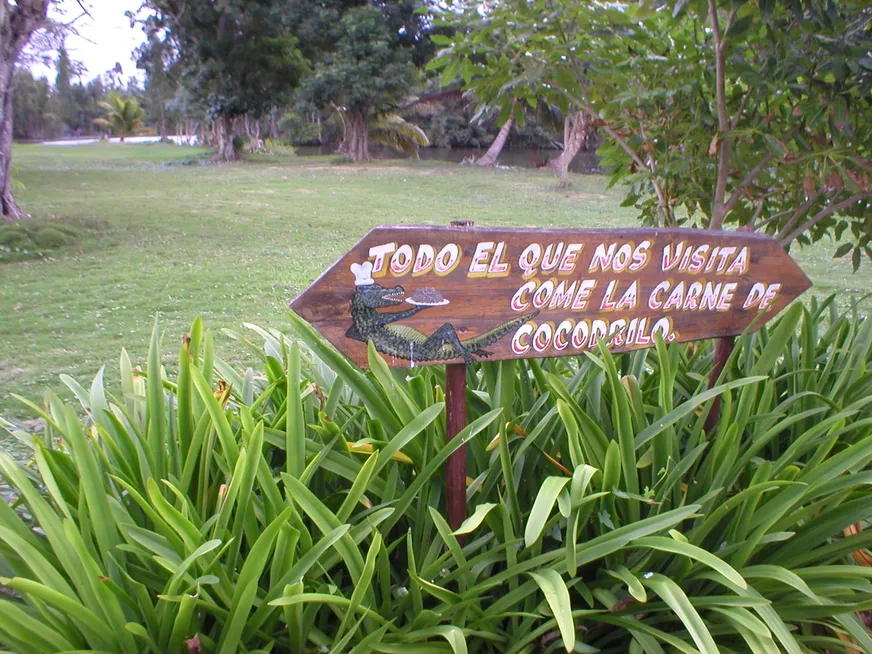 TODO EL QUE NOS VISITA
COME LA CARNE DE
COCODRILO.